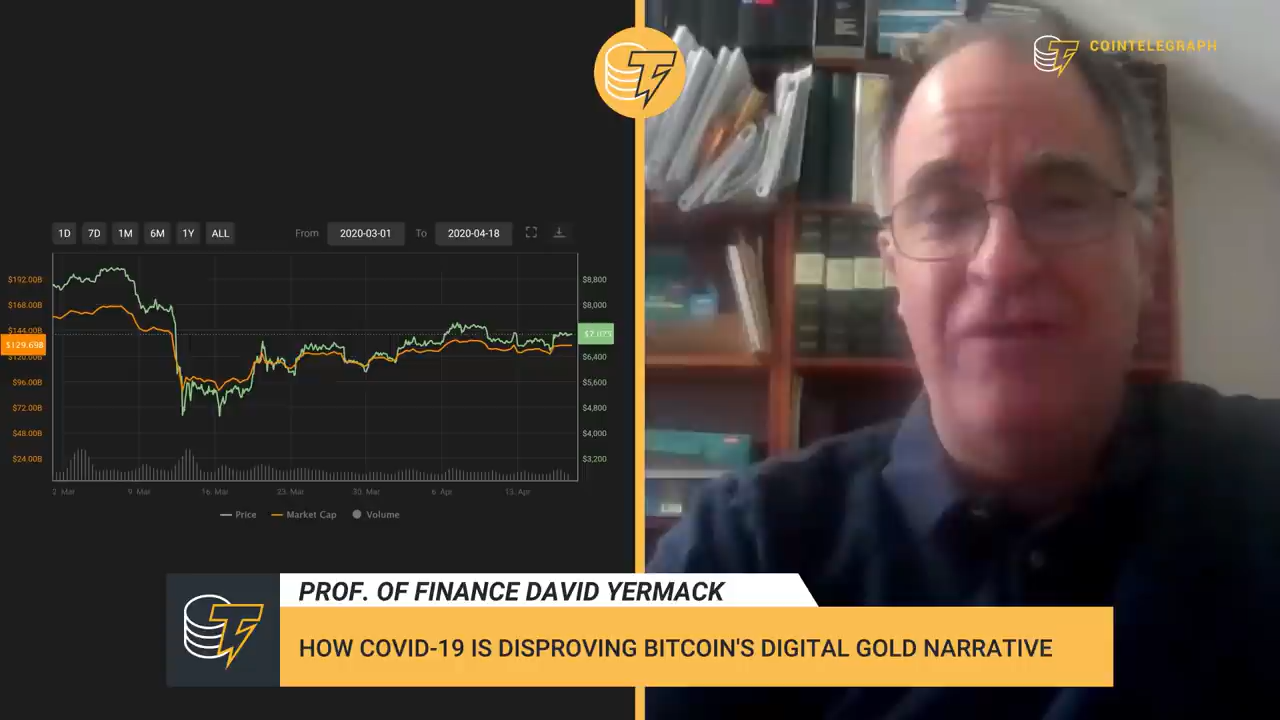 COINTELEGRAPH
1D 7D 1M 6M 1Y ALL From 2020-03-01 To 2020-04-18
$192.00B $8,800
$168.00B $8,000
$144.00B
$129.69B
$120.00B $6,400
$96.00B $5,600
$72.00B $4,800
$48.00B $4,000
$24.00B $3,200
2. Mar 9. Mar 16. Mar 23. Mar 30. Mar 6. Apr 13. Apr
Price Market Cap Volume
PROF. OF FINANCE DAVID YERMACK
HOW COVID-19 IS DISPROVING BITCOIN'S DIGITAL GOLD NARRATIVE